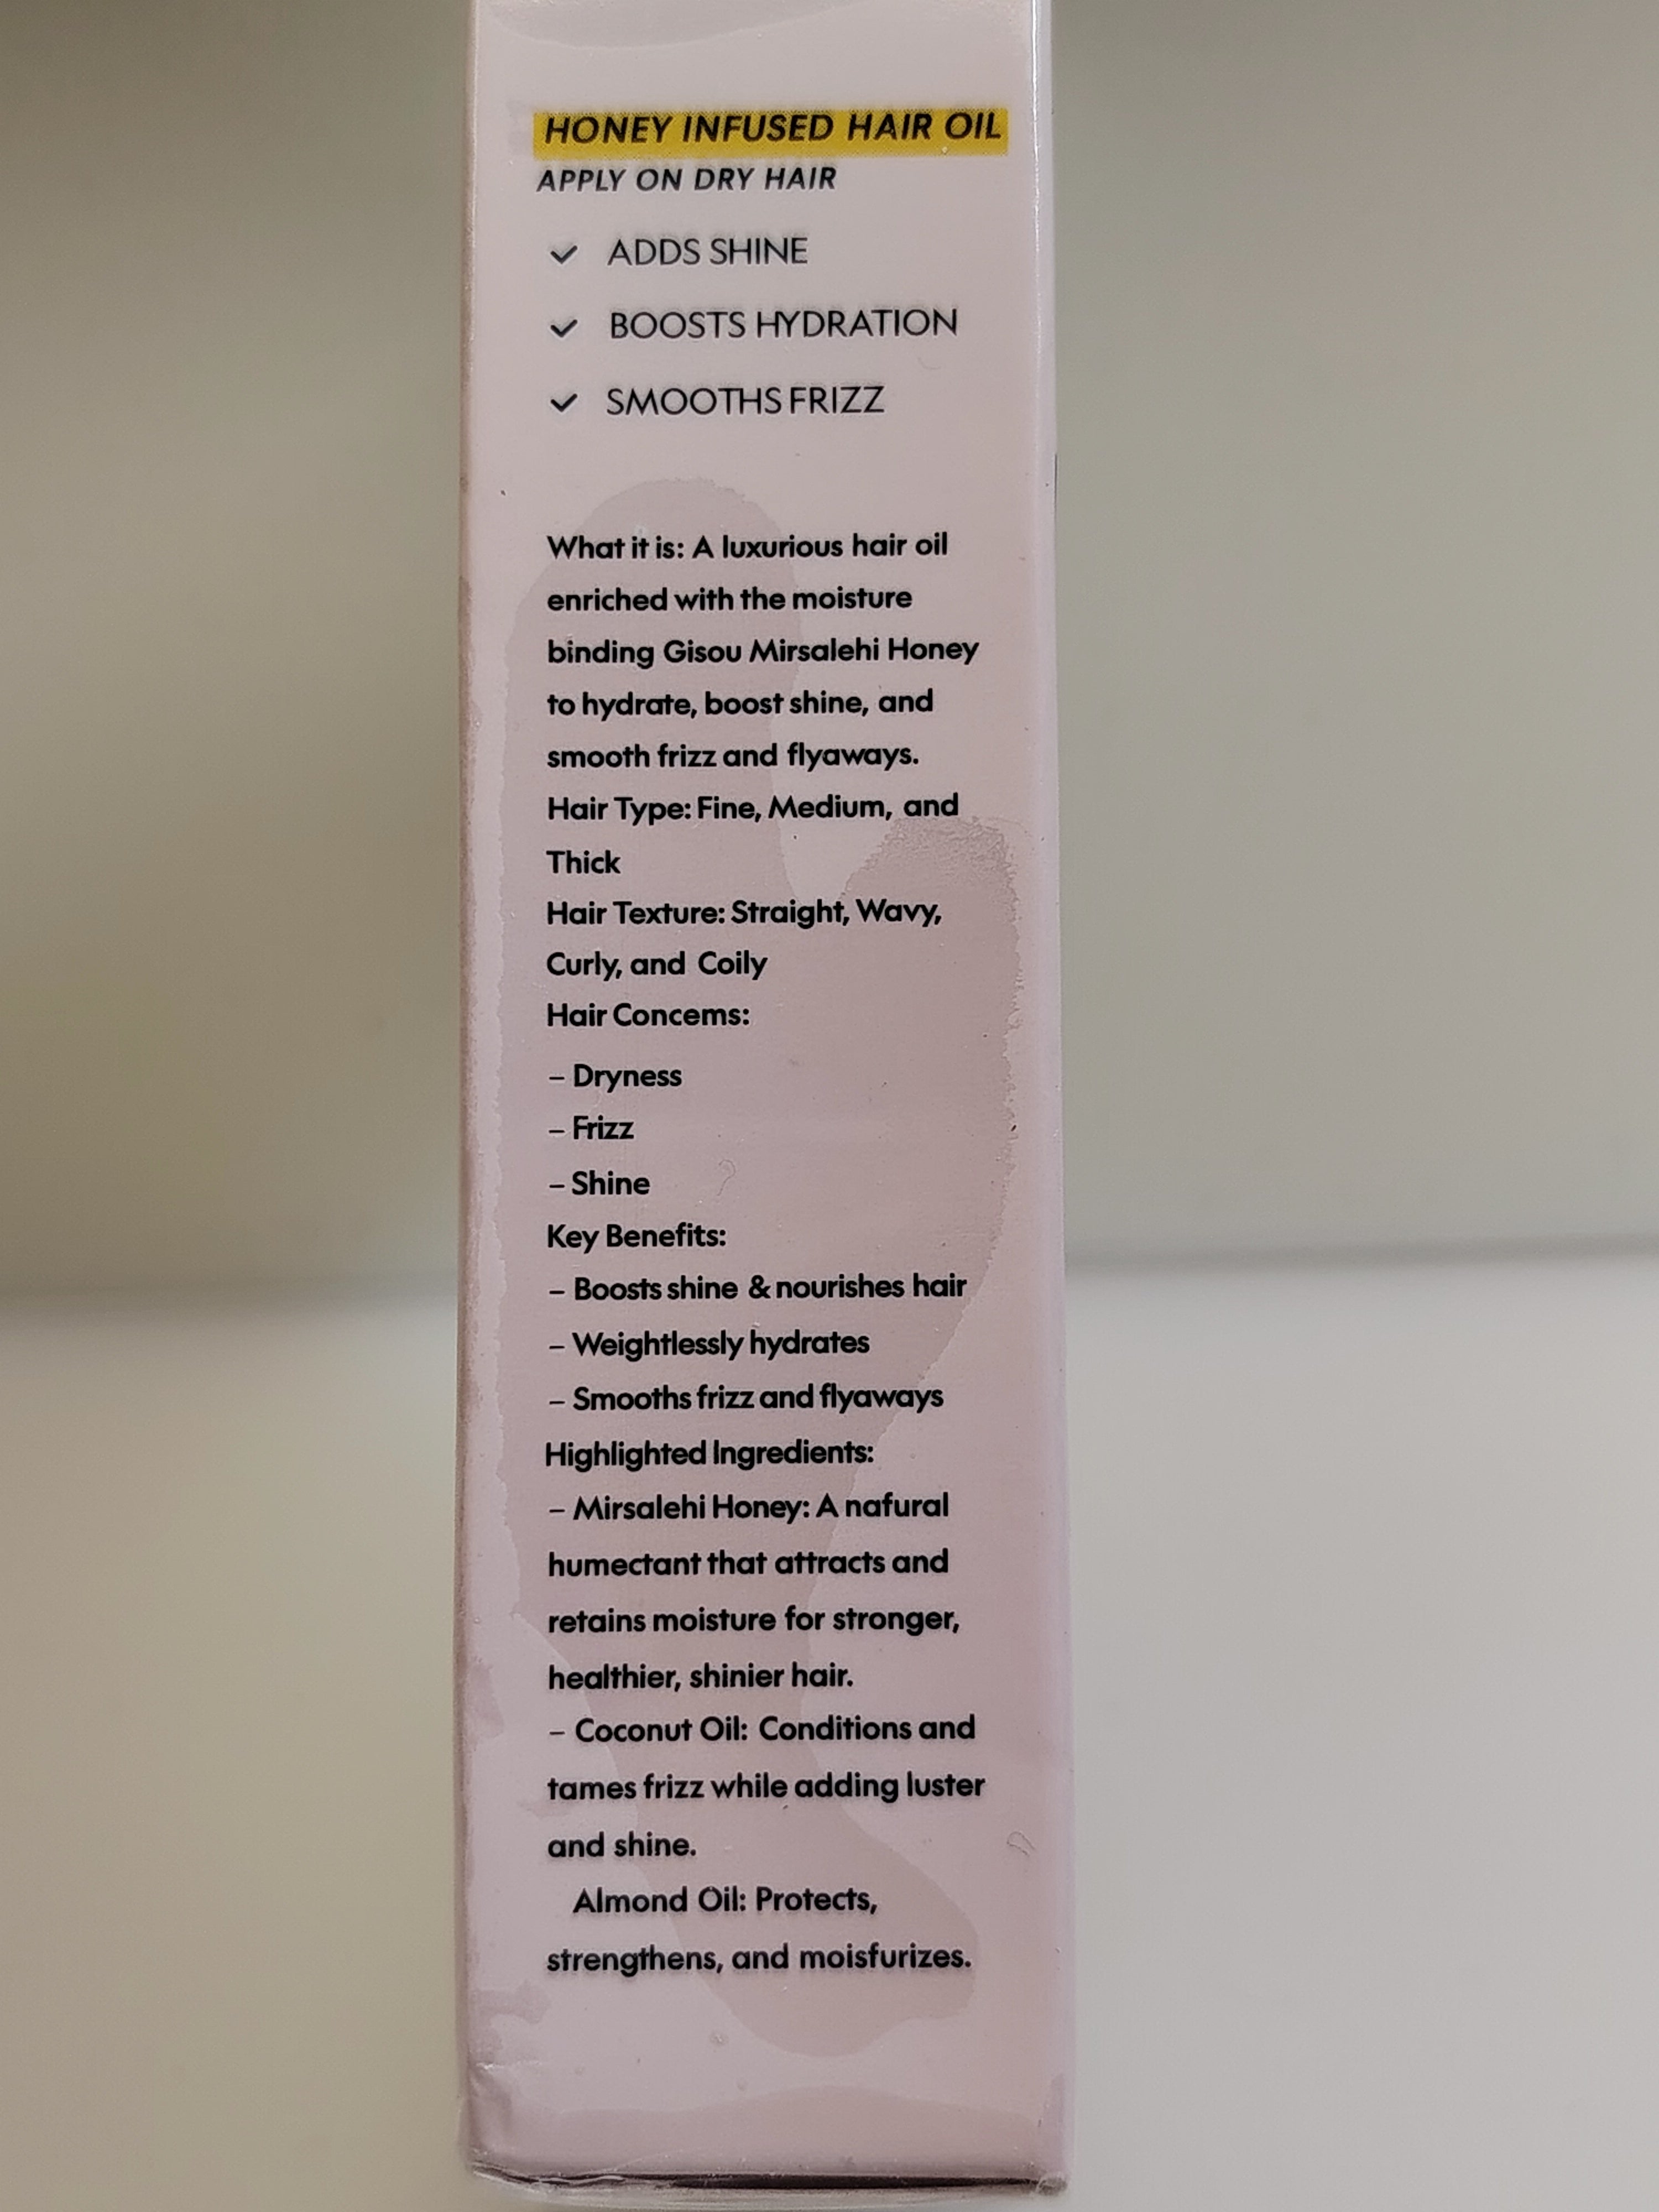 HONEY INFUSED HAIR OIL
APPLY ON DRY HAIR
✓ ADDS SHINE
✓ BOOSTS HYDRATION
✓ SMOOTHS FRIZZ
What it is: A luxurious hair oil
enriched with the moisture
binding Gisou Mirsalehi Honey
to hydrate, boost shine, and
smooth frizz and flyaways.
Hair Type: Fine, Medium, and
Thick
Hair Texture: Straight, Wavy,
Curly, and Coily
Hair Concems:
– Dryness
– Frizz
– Shine
Key Benefits:
– Boosts shine & nourishes hair
– Weightlessly hydrates
– Smooths frizz and flyaways
Highlighted Ingredients:
– Mirsalehi Honey: A nafural
humectant that attracts and
retains moisture for stronger,
healthier, shinier hair.
– Coconut Oil: Conditions and
tames frizz while adding luster
and shine.
Almond Oil: Protects,
strengthens, and moisfurizes.